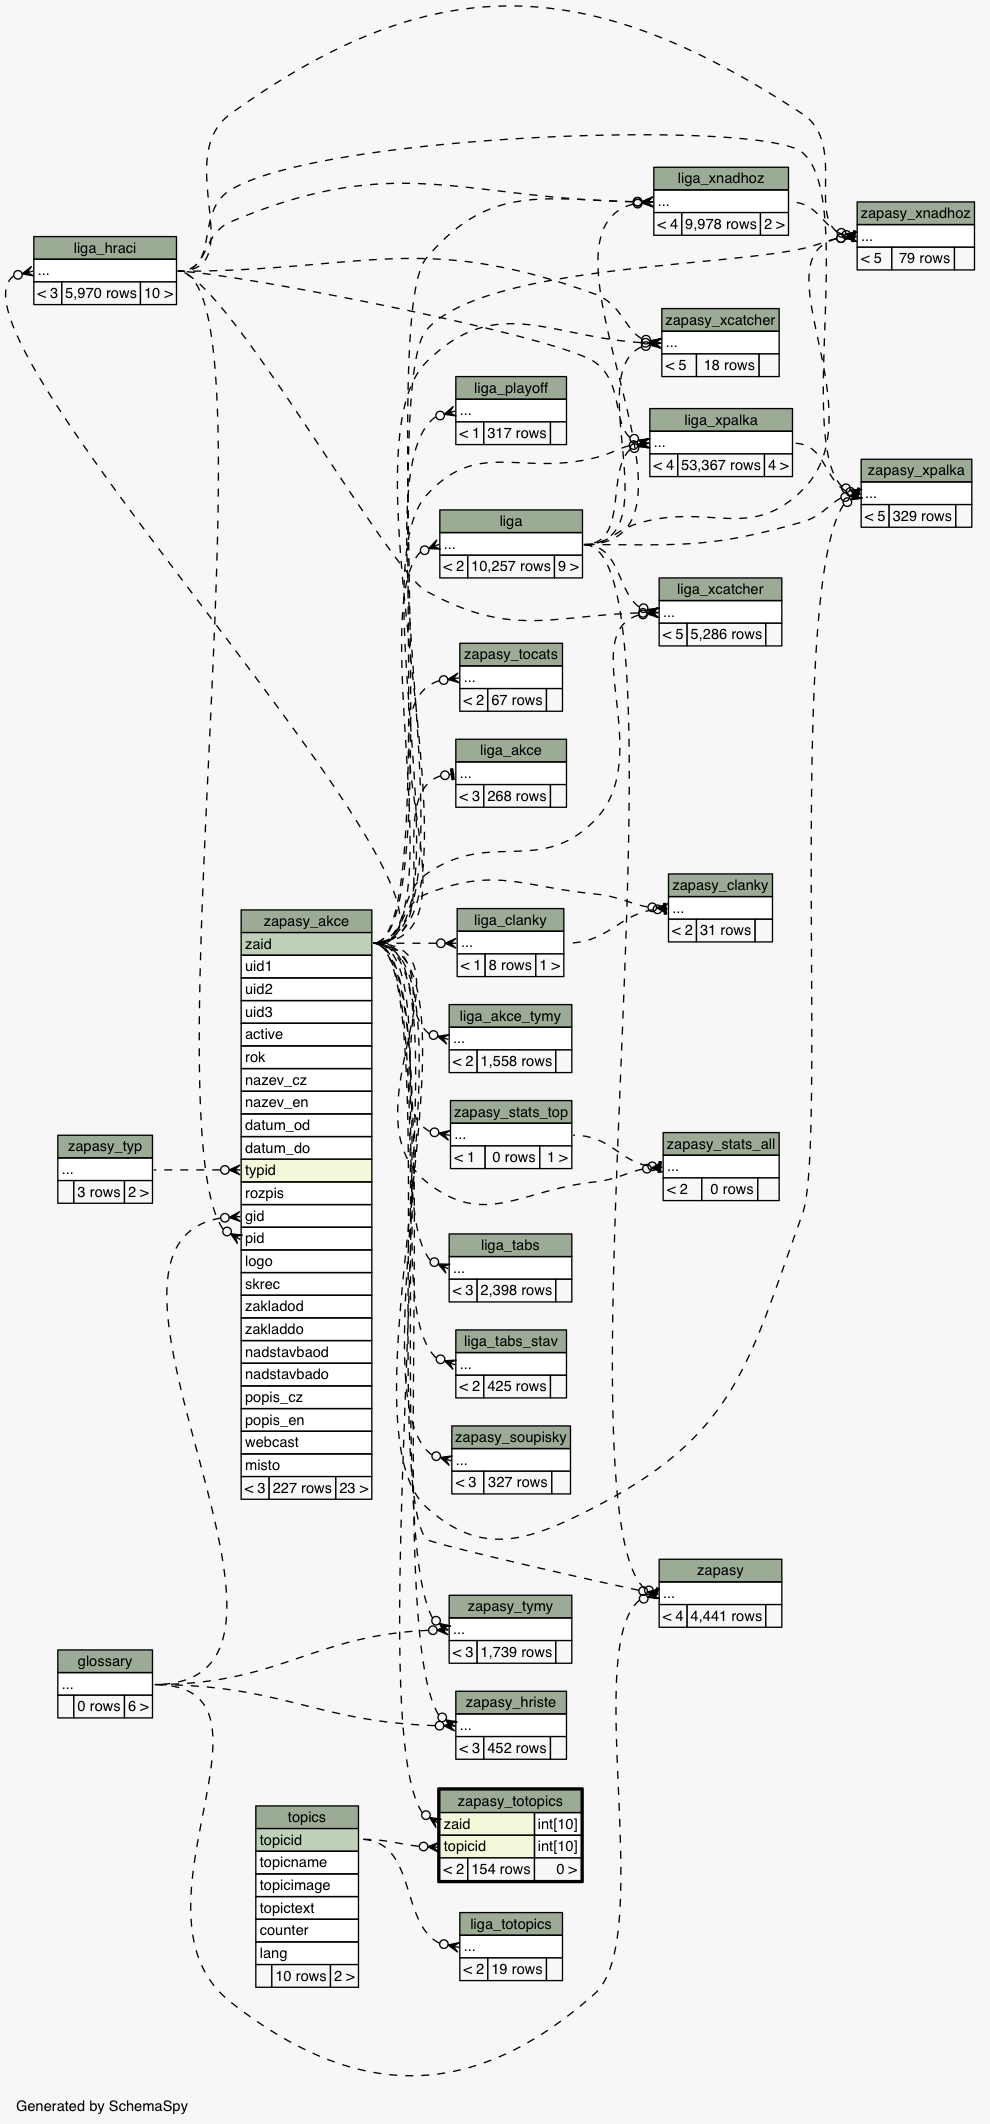 liga_xnadhoz
...
< 4 9,978 rows 2 >
zapasy_xnadhoz
...
< 5 79 rows
liga_hraci
...
< 3 5,970 rows 10 >
zapasy_xcatcher
...
< 5 18 rows
liga_playoff
...
< 1 317 rows
liga_xpalka
...
< 4 53,367 rows 4 >
zapasy_xpalka
...
< 5 329 rows
liga
...
< 2 10,257 rows 9 >
liga_xcatcher
...
< 5 5,286 rows
zapasy_tocats
...
< 2 67 rows
liga_akce
...
< 3 268 rows
zapasy_clanky
...
< 2 31 rows
liga_clanky
...
< 1 8 rows 1 >
zapasy_akce
zaid
uid1
uid2
uid3
active
rok
nazev_cz
nazev_en
datum_od
datum_do
typid
rozpis
gid
pid
logo
skrec
zakladod
zakladdo
nadstavbaod
nadstavbado
popis_cz
popis_en
webcast
misto
< 3 227 rows 23 >
liga_akce_tymy
...
< 2 1,558 rows
zapasy_stats_top
...
< 1 0 rows 1 >
zapasy_stats_all
...
< 2 0 rows
zapasy_typ
...
3 rows 2 >
liga_tabs
...
< 3 2,398 rows
liga_tabs_stav
...
< 2 425 rows
zapasy_soupisky
...
< 3 327 rows
zapasy
...
< 4 4,441 rows
zapasy_tymy
...
< 3 1,739 rows
glossary
...
0 rows 6 >
zapasy_hriste
...
< 3 452 rows
zapasy_totopics
zaid int[10]
topicid int[10]
< 2 154 rows 0 >
topics
topicid
topicname
topicimage
topictext
counter
lang
10 rows 2 >
liga_totopics
...
< 2 19 rows
Generated by SchemaSpy